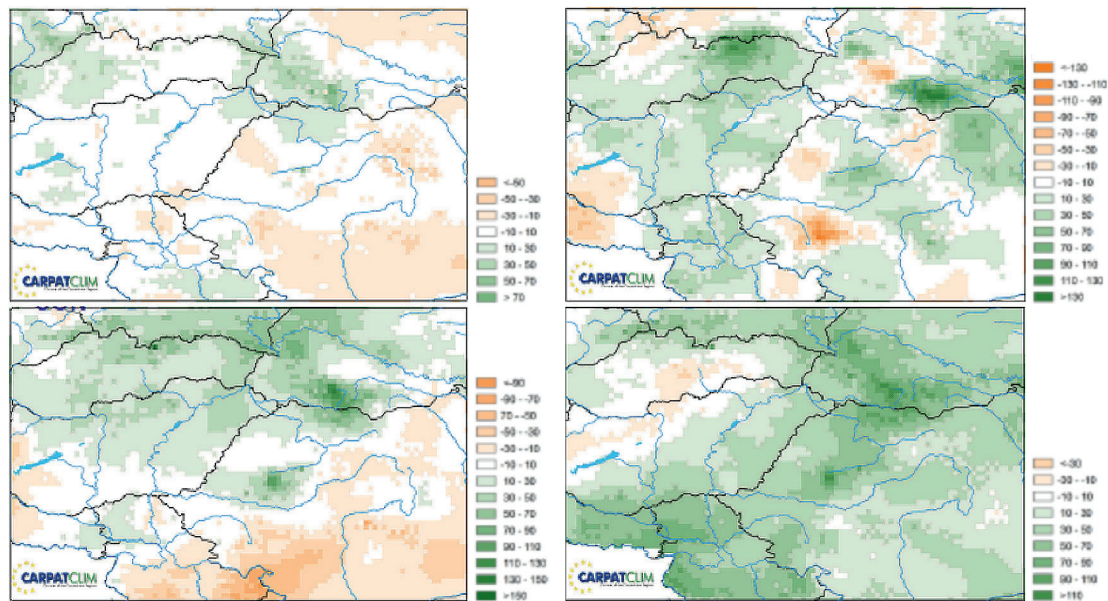 <-50
-50 - -30
-30 - -10
-10 - 10
10 - 30
30 - 50
50 - 70
> 70
CARPATCLIM
<-130
-130 - -110
-110 - -90
-90 - -70
-70 - -50
-50 - -30
-30 - -10
-10 - 10
10 - 30
30 - 50
50 - 70
70 - 90
90 - 110
110 - 130
>130
CARPATCLIM
<-90
-90 - -70
70 - -50
-50 - -30
-30 - -10
-10 - 10
10 - 30
30 - 50
50 - 70
70 - 90
90 - 110
110 - 130
130 - 150
>150
CARPATCLIM
<-30
-30 - -10
-10 - 10
10 - 30
30 - 50
50 - 70
70 - 90
90 - 110
>110
CARPATCLIM